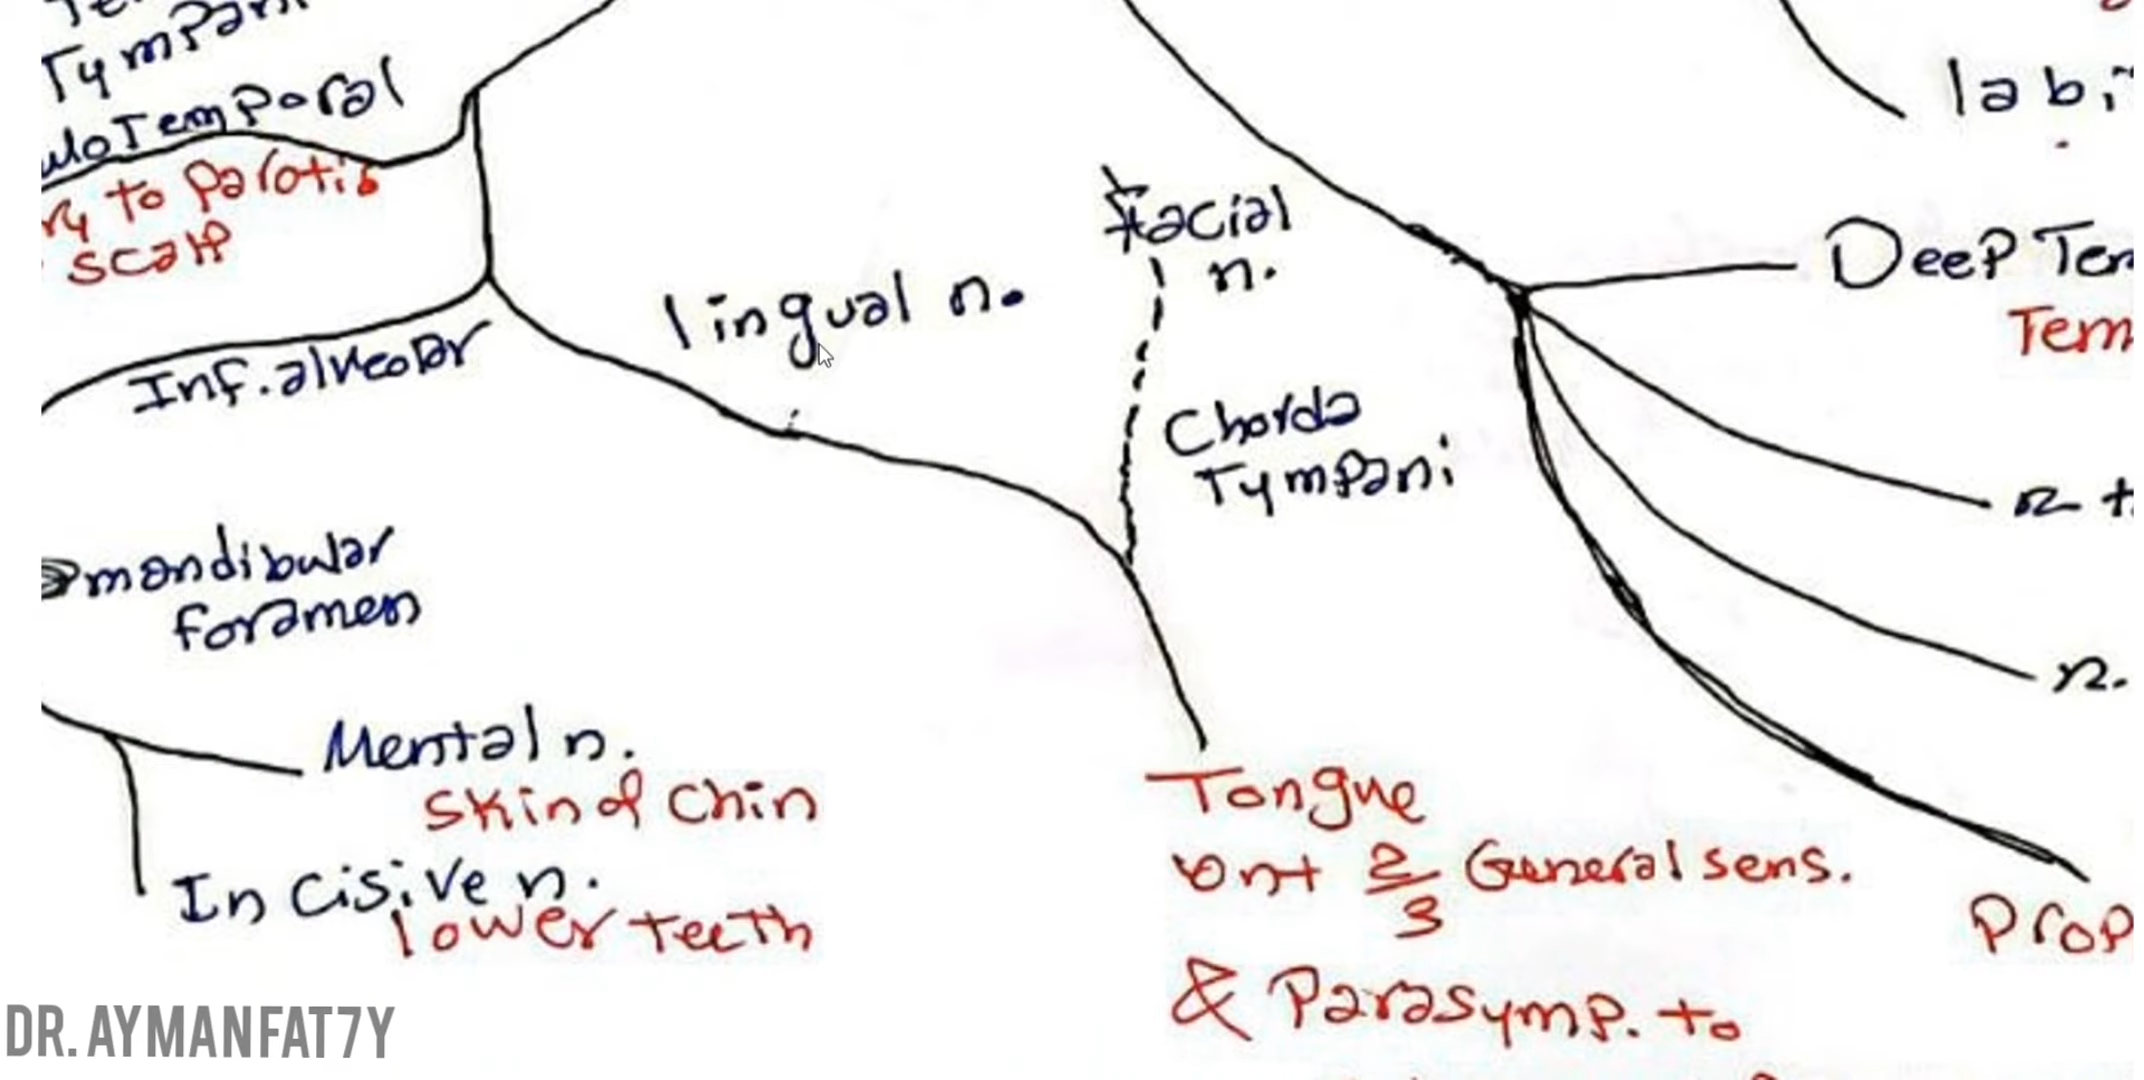 Tympani
uloTemporal
ry to Parotid
scalp
Inf. alveolar
lingual n.
Facial
n.
Chorda
Tympani
labi
Deep Tem
Tem
n t
n.
Prop
mandibular
foramen
Mental n.
Skin of Chin
InCisive n.
lower teeth
Tongue
ant 2/3 General sens.
& Parasymp. to
DR. AYMANFAT7Y